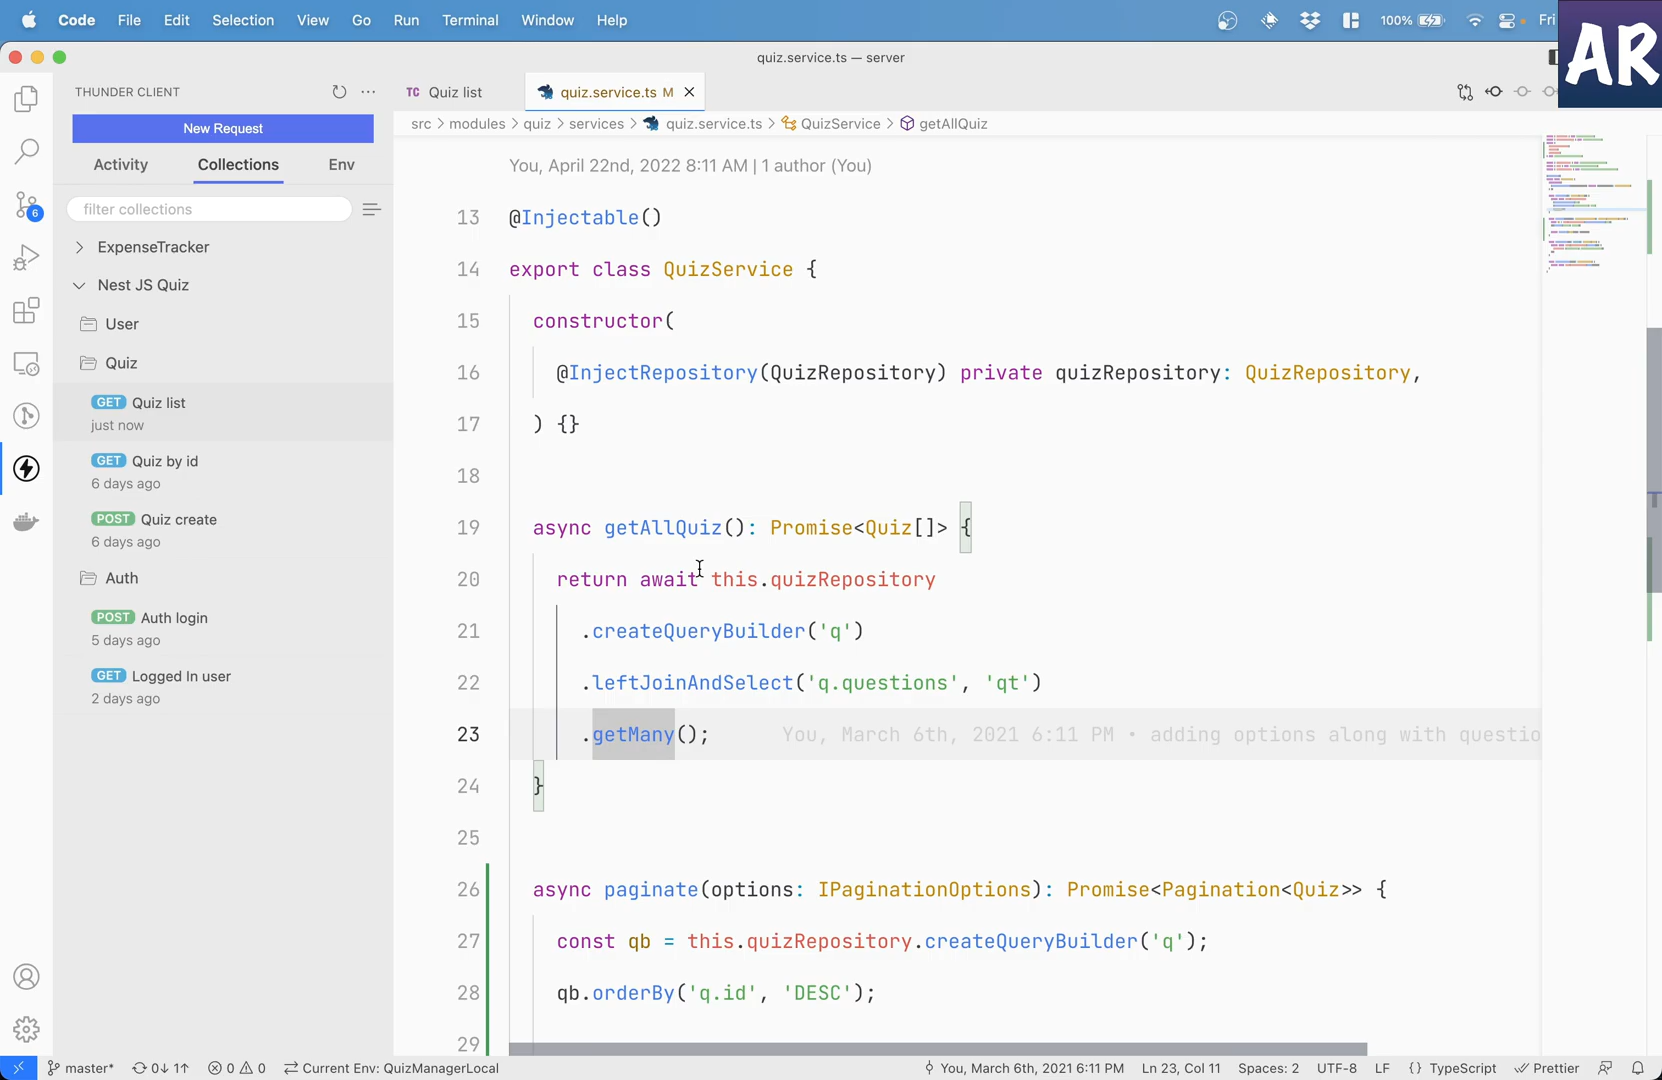 Code File Edit Selection View Go Run Terminal Window Help 100% Fri
AR
quiz.service.ts — server
THUNDER CLIENT
TC Quiz list quiz.service.ts M
New Request
src > modules > quiz > services > quiz.service.ts > QuizService > getAllQuiz
Activity Collections Env
filter collections
ExpenseTracker
Nest JS Quiz
User
Quiz
GET Quiz list
just now
GET Quiz by id
6 days ago
POST Quiz create
6 days ago
Auth
POST Auth login
5 days ago
GET Logged In user
2 days ago
6
You, April 22nd, 2022 8:11 AM | 1 author (You)
13 @Injectable()
14 export class QuizService {
15 constructor(
16 @InjectRepository(QuizRepository) private quizRepository: QuizRepository,
17 ) {}
18
19 async getAllQuiz(): Promise<Quiz[]> {
20 return await this.quizRepository
21 .createQueryBuilder('q')
22 .leftJoinAndSelect('q.questions', 'qt')
23 .getMany(); You, March 6th, 2021 6:11 PM • adding options along with questio
24 }
25
26 async paginate(options: IPaginationOptions): Promise<Pagination<Quiz>> {
27 const qb = this.quizRepository.createQueryBuilder('q');
28 qb.orderBy('q.id', 'DESC');
29
master* 0↓ 1↑ 0 0 Current Env: QuizManagerLocal You, March 6th, 2021 6:11 PM Ln 23, Col 11 Spaces: 2 UTF-8 LF {} TypeScript Prettier